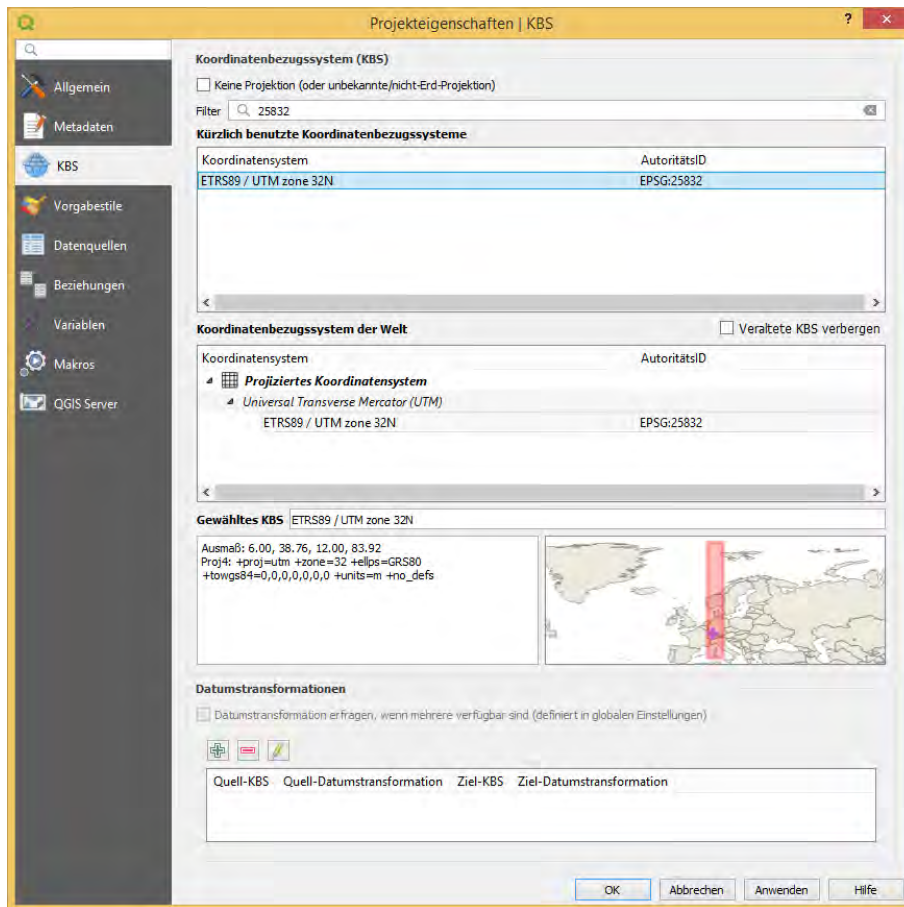 Projekteigenschaften | KBS
?
Allgemein
Metadaten
KBS
Vorgabestile
Datenquellen
Beziehungen
Variablen
Makros
QGIS Server
Koordinatenbezugssystem (KBS)
Keine Projektion (oder unbekannte/nicht-Erd-Projektion)
Filter 25832
Kürzlich benutzte Koordinatenbezugssysteme
Koordinatensystem AutoritätsID
ETRS89 / UTM zone 32N EPSG:25832
Koordinatenbezugssystem der Welt Veraltete KBS verbergen
Koordinatensystem AutoritätsID
Projiziertes Koordinatensystem
Universal Transverse Mercator (UTM)
ETRS89 / UTM zone 32N EPSG:25832
Gewähltes KBS ETRS89 / UTM zone 32N
Ausmaß: 6.00, 38.76, 12.00, 83.92
Proj4: +proj=utm +zone=32 +ellps=GRS80
+towgs84=0,0,0,0,0,0,0 +units=m +no_defs
Datumstransformationen
Datumstransformation erfragen, wenn mehrere verfügbar sind (definiert in globalen Einstellungen)
Quell-KBS Quell-Datumstransformation Ziel-KBS Ziel-Datumstransformation
OK Abbrechen Anwenden Hilfe